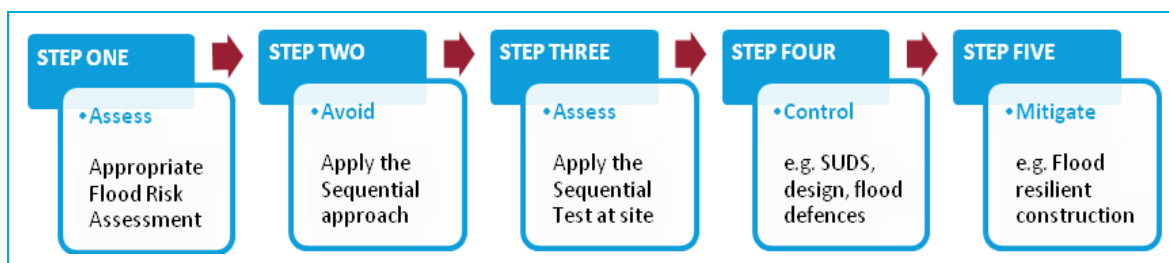 STEP ONE
•Assess
Appropriate
Flood Risk
Assessment
STEP TWO
•Avoid
Apply the
Sequential
approach
STEP THREE
•Assess
Apply the
Sequential
Test at site
STEP FOUR
•Control
e.g. SUDS,
design, flood
defences
STEP FIVE
•Mitigate
e.g. Flood
resilient
construction